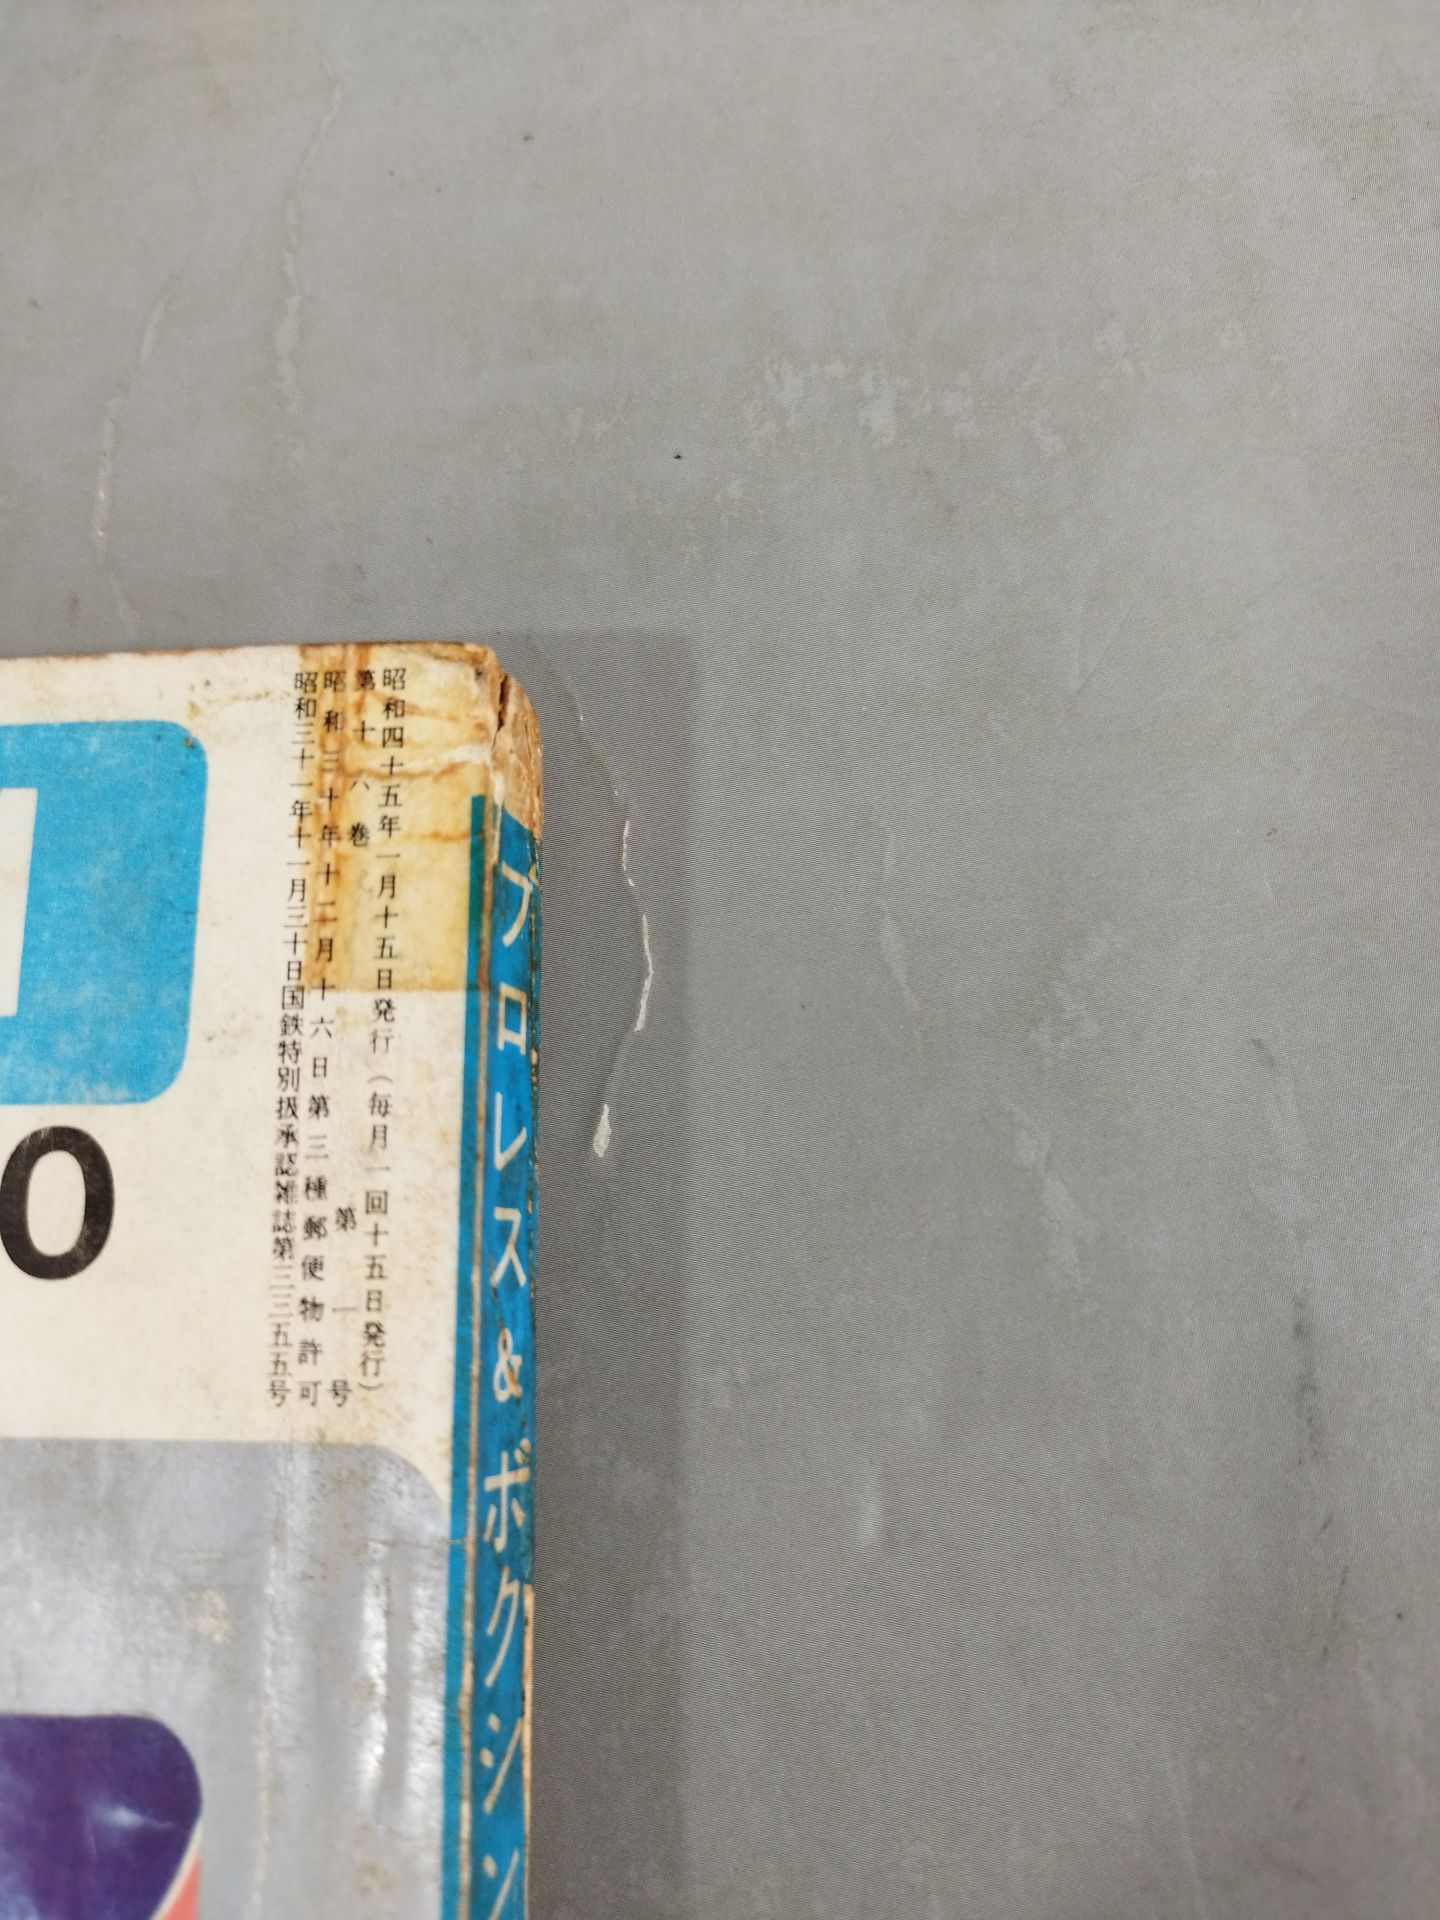 昭和四十五年一月十五日発行（毎月一回十五日発行）
第十八巻 第一号
昭和三十年十二月十六日第三種郵便物許可
昭和三十一年十一月三十日国鉄特別扱承認雑誌第三三五五号
プロレス&ボクシン
0